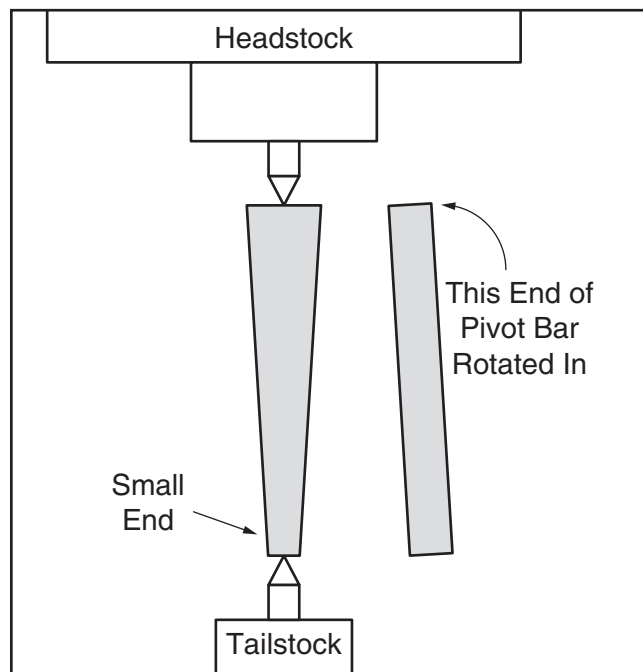 Headstock
This End of
Pivot Bar
Rotated In
Small
End
Tailstock